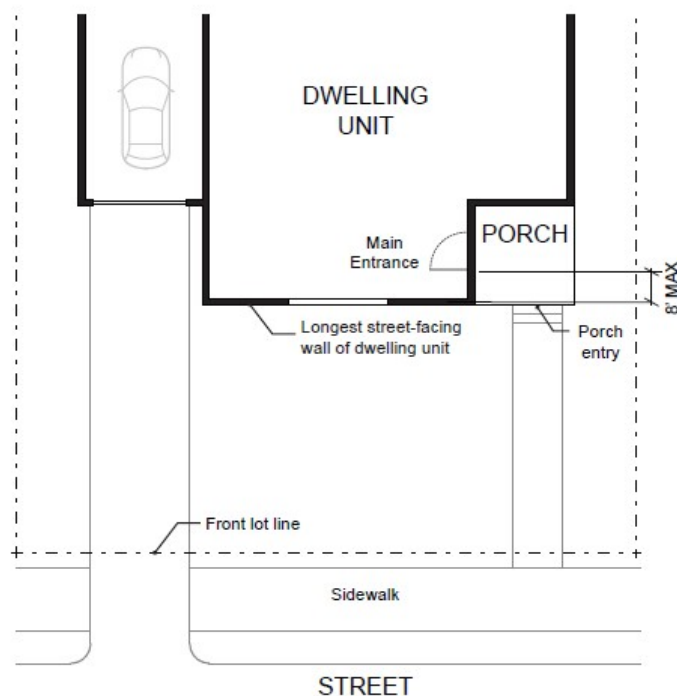 DWELLING
UNIT
Main
Entrance
PORCH
8' MAX
Longest street-facing
wall of dwelling unit
Porch
entry
Front lot line
Sidewalk
STREET